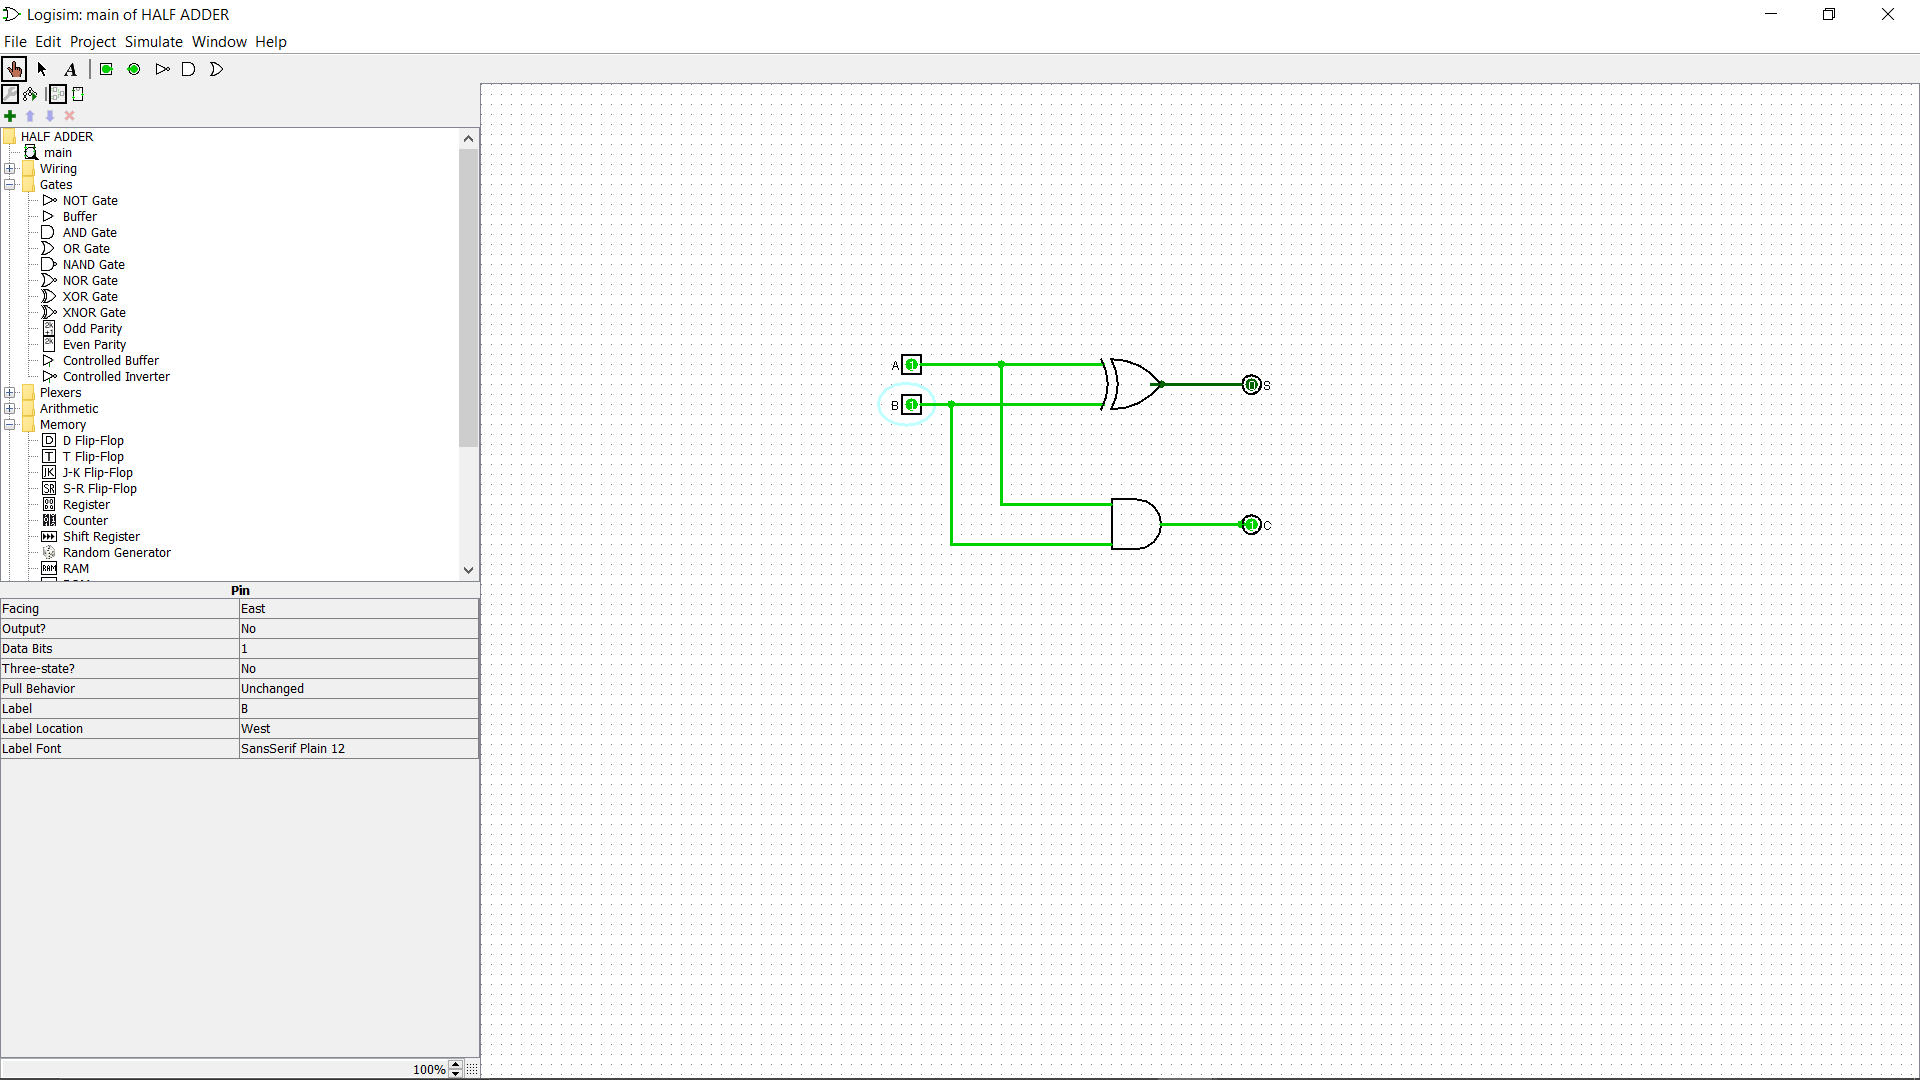 Logisim: main of HALF ADDER
File Edit Project Simulate Window Help
A
HALF ADDER
main
Wiring
Gates
NOT Gate
Buffer
AND Gate
OR Gate
NAND Gate
NOR Gate
XOR Gate
XNOR Gate
Odd Parity
Even Parity
Controlled Buffer
Controlled Inverter
Plexers
Arithmetic
Memory
D D Flip-Flop
T T Flip-Flop
JK J-K Flip-Flop
SR S-R Flip-Flop
Register
Counter
Shift Register
Random Generator
RAM RAM
Pin
Facing East
Output? No
Data Bits 1
Three-state? No
Pull Behavior Unchanged
Label B
Label Location West
Label Font SansSerif Plain 12
100%
A 1
B 1
0 S
1 C